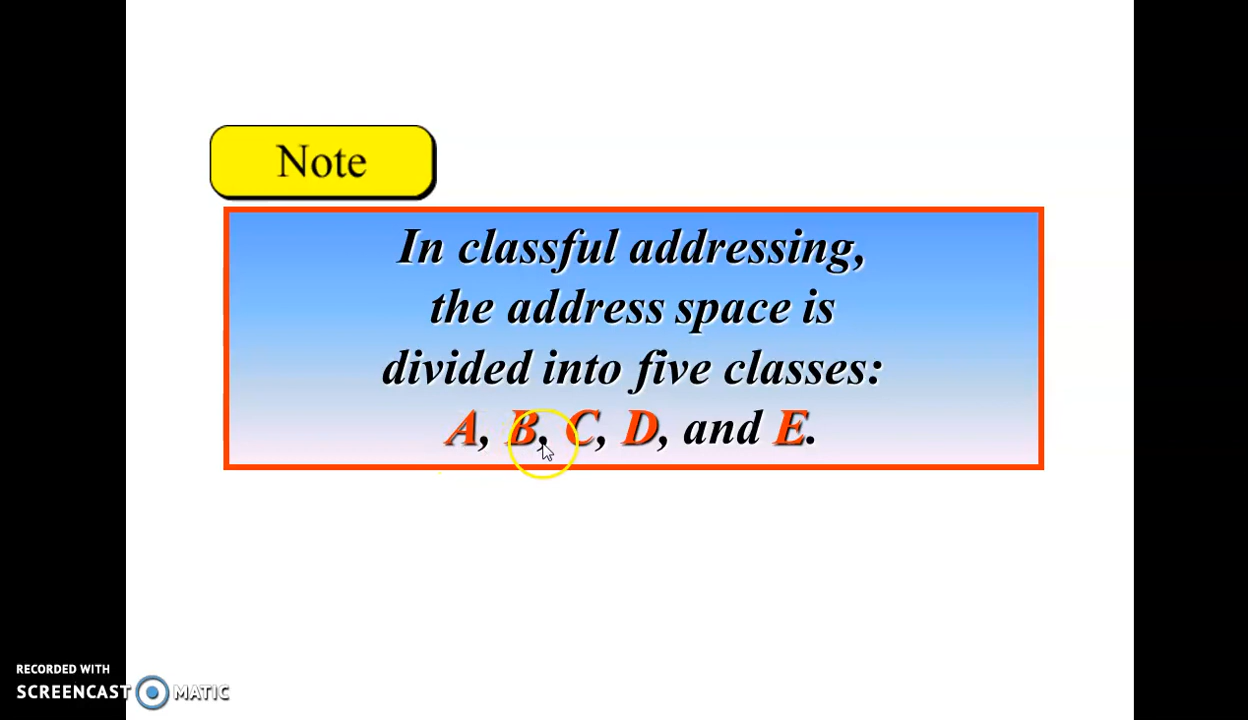 Note
In classful addressing,
the address space is
divided into five classes:
A, B, C, D, and E.
RECORDED WITH
SCREENCAST MATIC